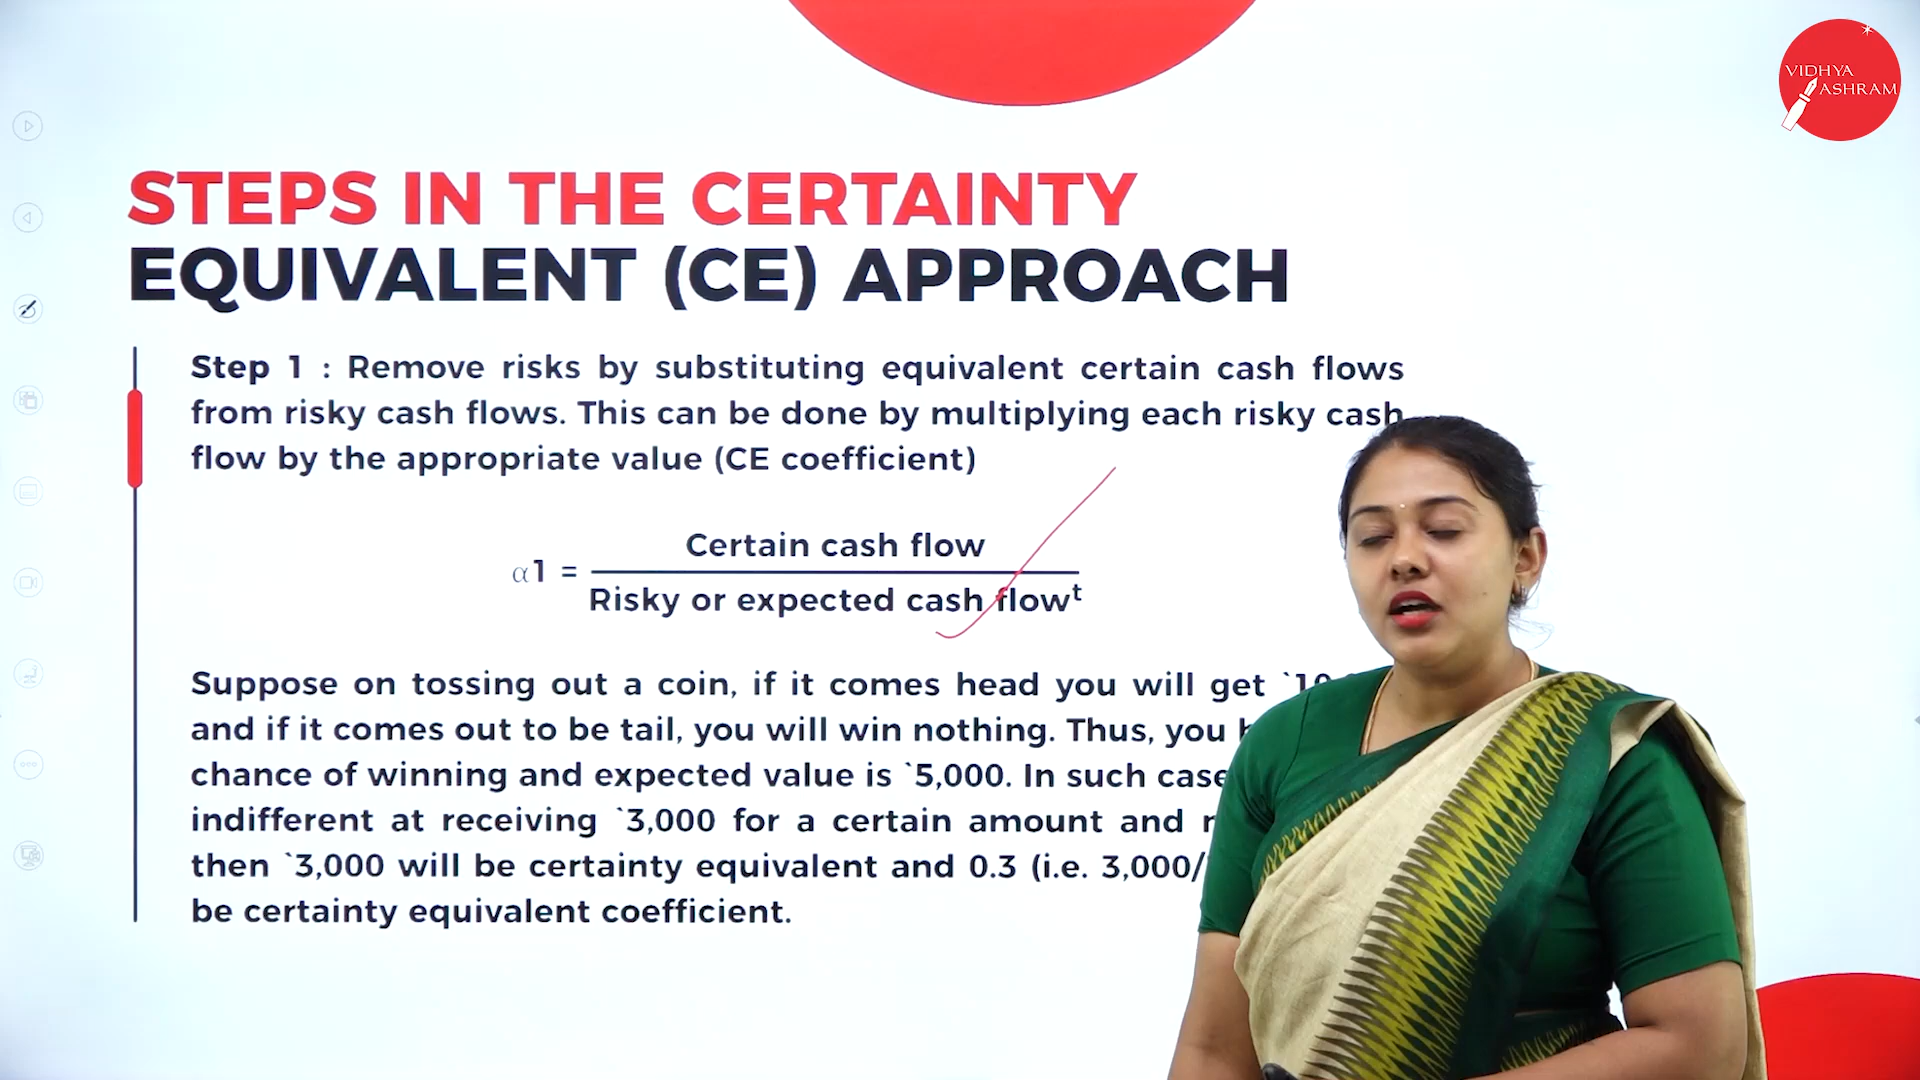 VIDHYA
ASHRAM
STEPS IN THE CERTAINTY
EQUIVALENT (CE) APPROACH
Step 1 : Remove risks by substituting equivalent certain cash flows
from risky cash flows. This can be done by multiplying each risky cash
flow by the appropriate value (CE coefficient)
α1 =
Certain cash flow
Risky or expected cash flowᵗ
Suppose on tossing out a coin, if it comes head you will get
and if it comes out to be tail, you will win nothing. Thus, you
chance of winning and expected value is `5,000. In such case
indifferent at receiving `3,000 for a certain amount and
then `3,000 will be certainty equivalent and 0.3 (i.e. 3,000/
be certainty equivalent coefficient.